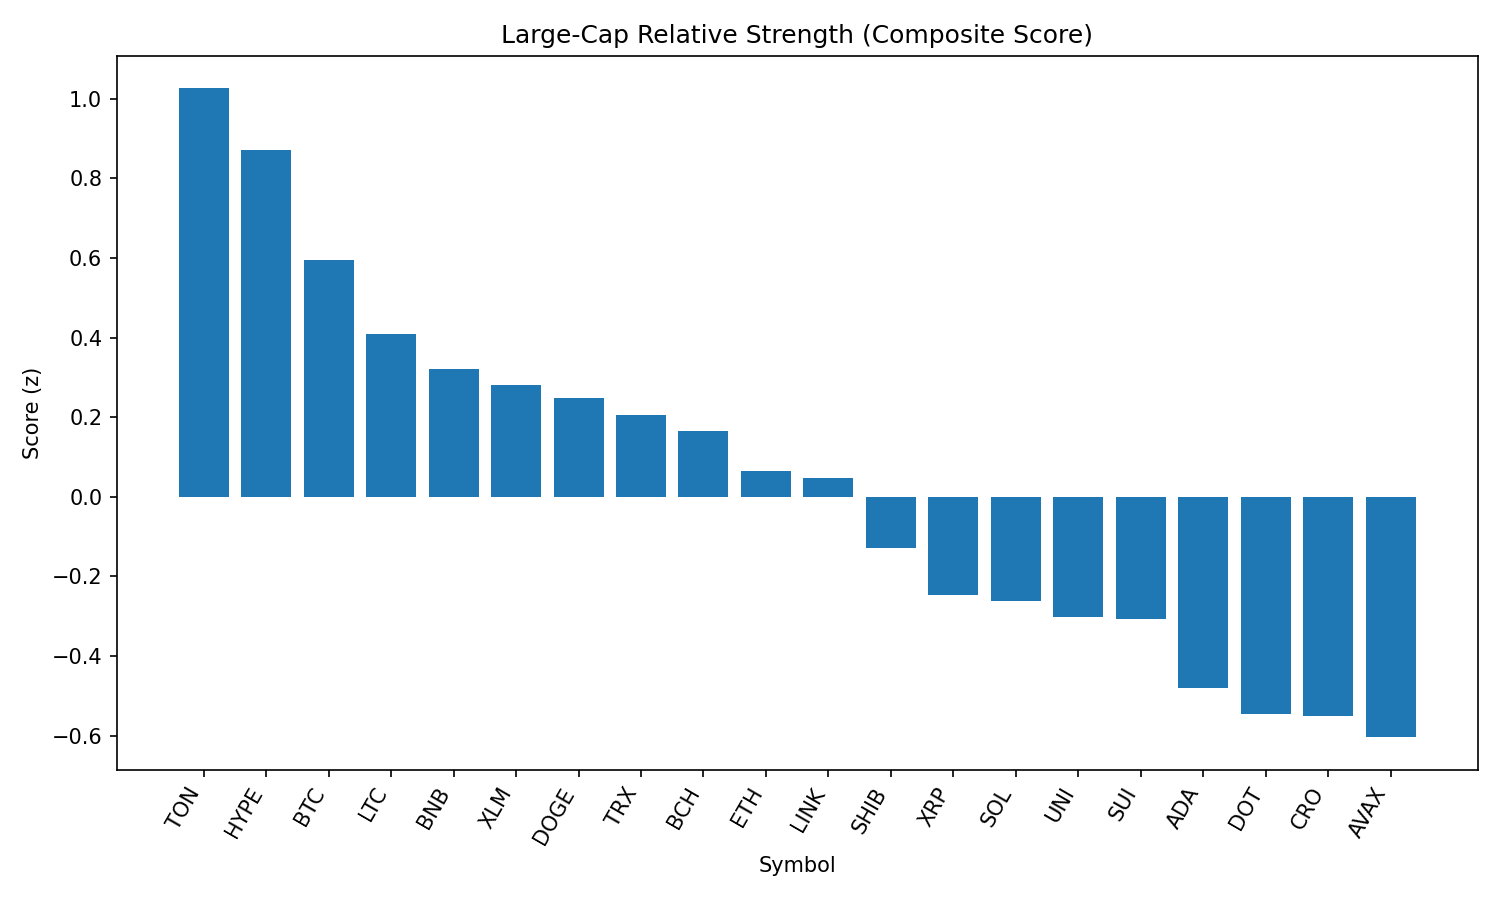 Large-Cap Relative Strength (Composite Score)
1.0
0.8
0.6
0.4
0.2
0.0
−0.2
−0.4
−0.6
Score (z)
TON
HYPE
BTC
LTC
BNB
XLM
DOGE
TRX
BCH
ETH
LINK
SHIB
XRP
SOL
UNI
SUI
ADA
DOT
CRO
AVAX
Symbol